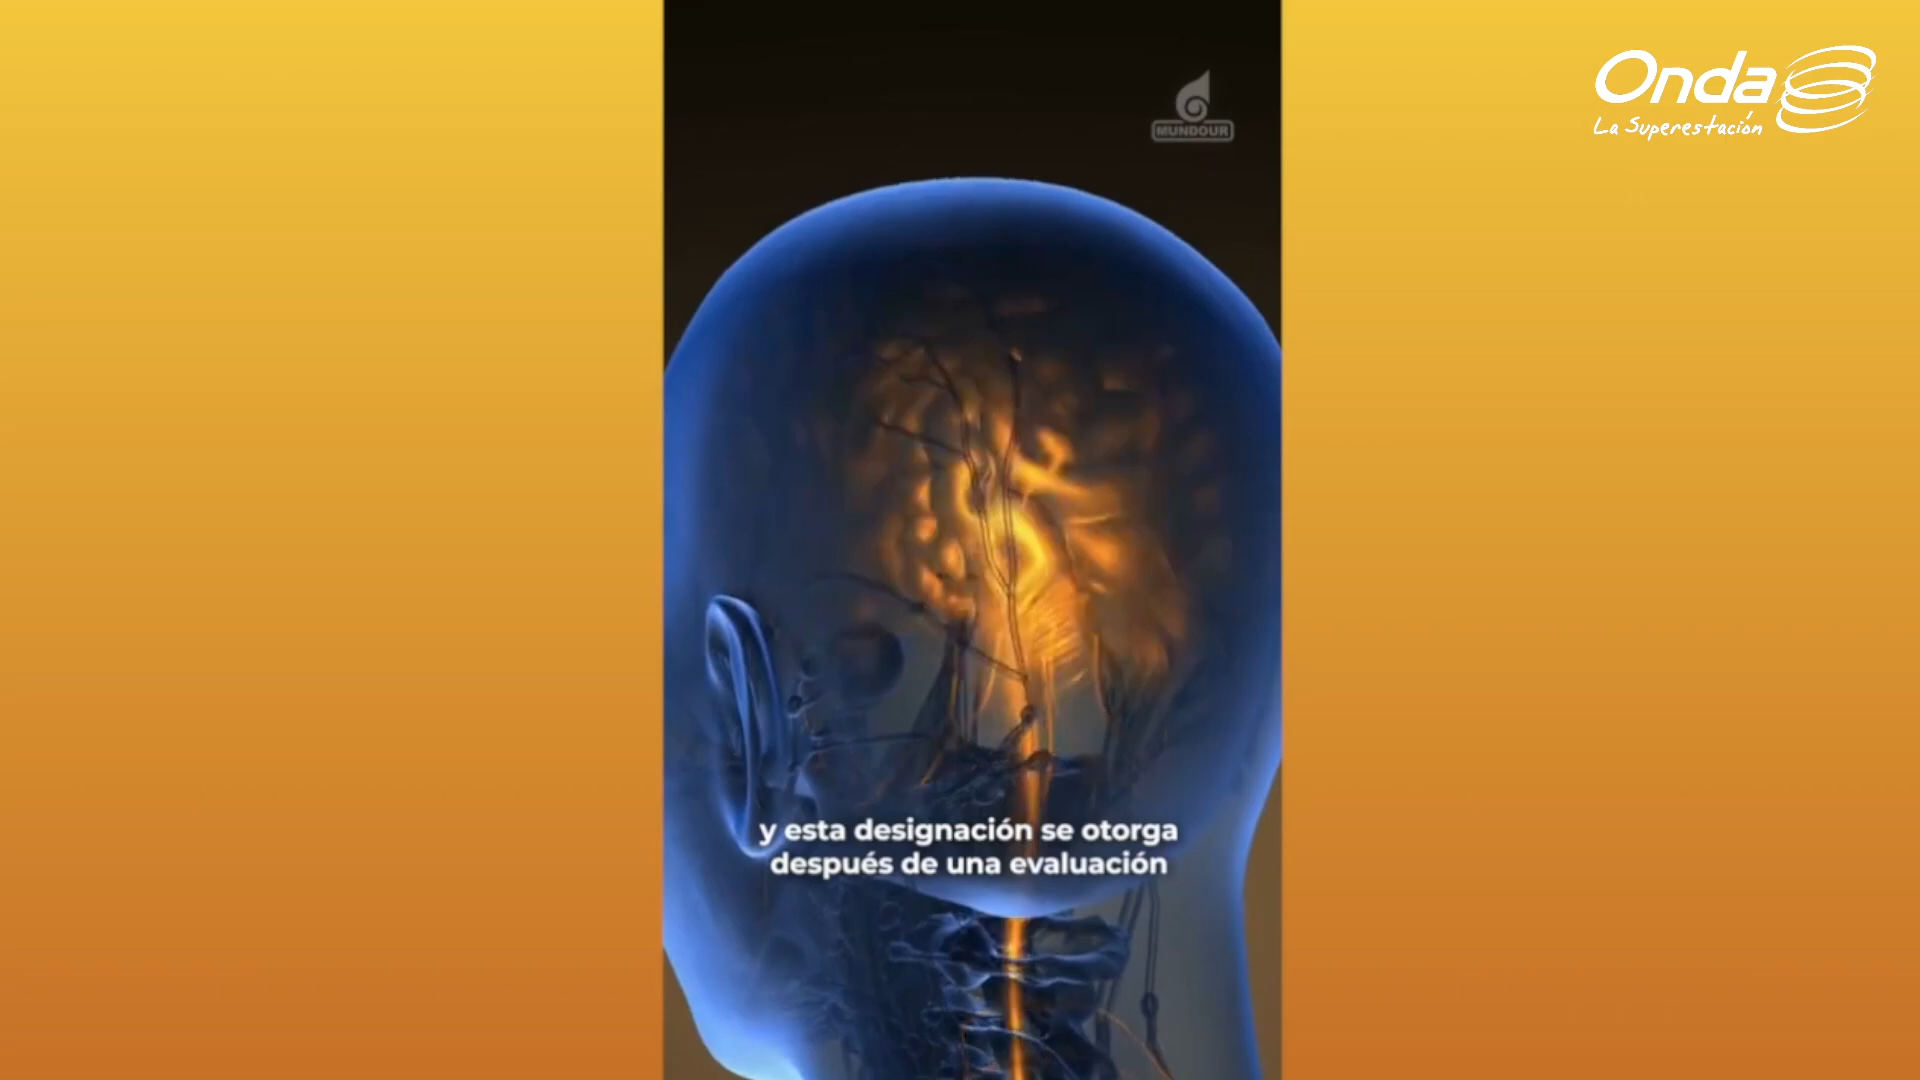 Onda
La Superestación
MUNDOUR
y esta designación se otorga
después de una evaluación